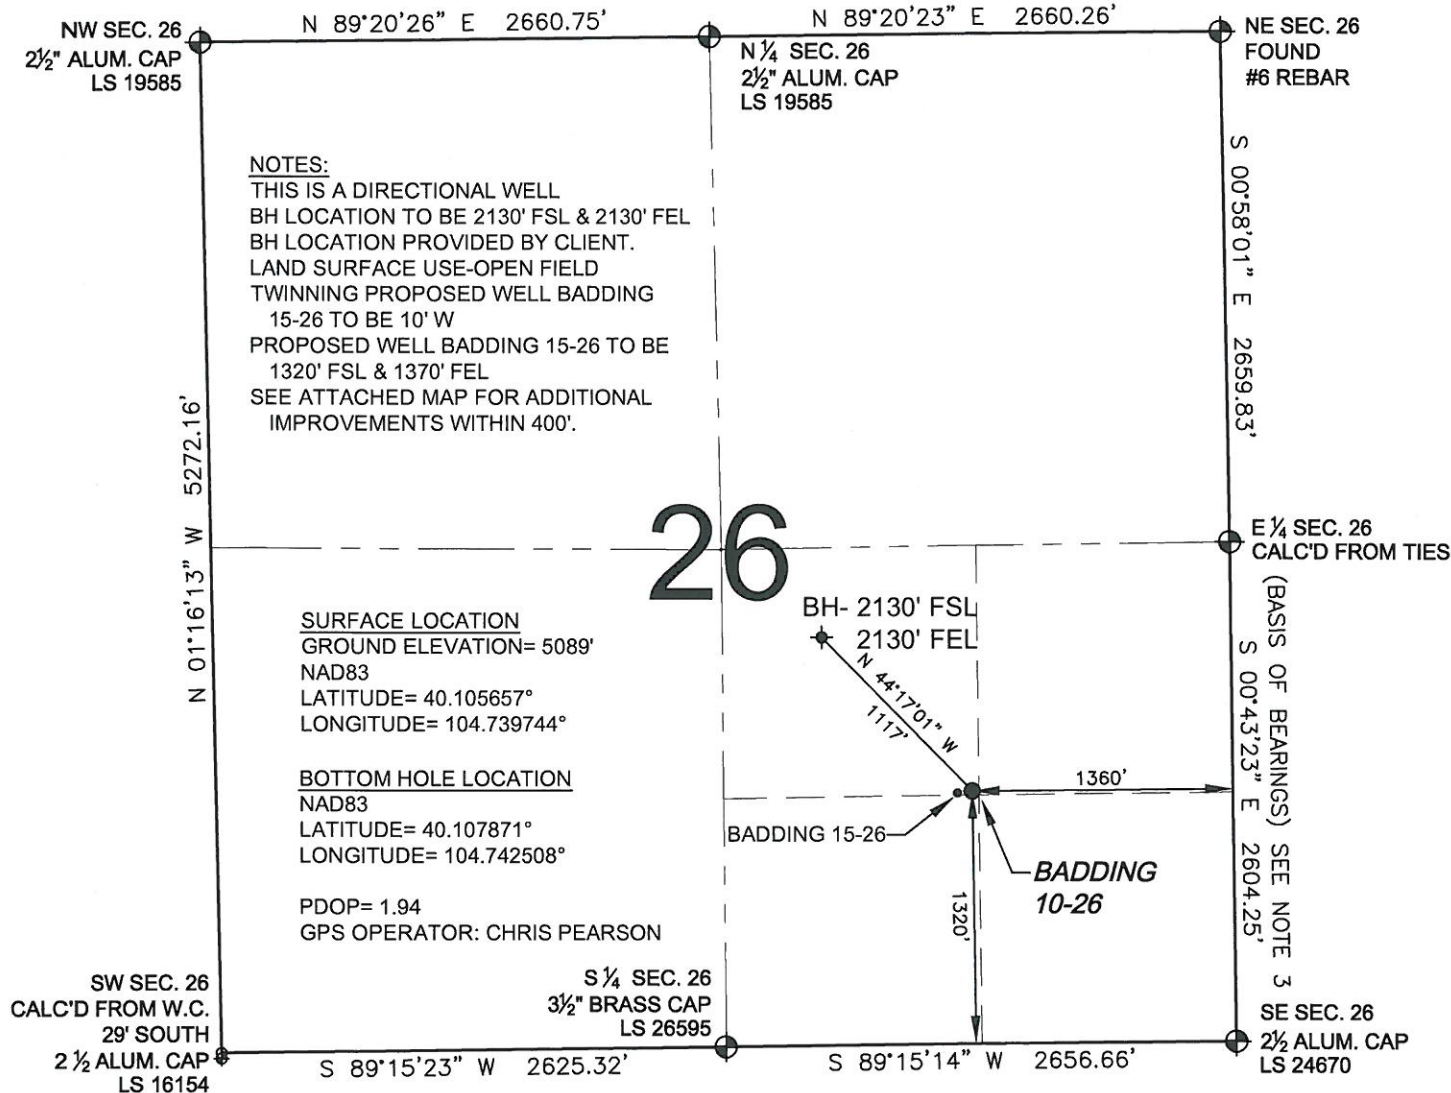 N 89°20'26" E 2660.75'
N 89°20'23" E 2660.26'
NW SEC. 26
2½" ALUM. CAP
LS 19585
N ¼ SEC. 26
2½" ALUM. CAP
LS 19585
NE SEC. 26
FOUND
#6 REBAR
NOTES:
THIS IS A DIRECTIONAL WELL
BH LOCATION TO BE 2130' FSL & 2130' FEL
BH LOCATION PROVIDED BY CLIENT.
LAND SURFACE USE-OPEN FIELD
TWINNING PROPOSED WELL BADDING
15-26 TO BE 10' W
PROPOSED WELL BADDING 15-26 TO BE
1320' FSL & 1370' FEL
SEE ATTACHED MAP FOR ADDITIONAL
IMPROVEMENTS WITHIN 400'.
S 00°58'01" E 2659.83'
N 01°16'13" W 5272.16'
26
E ¼ SEC. 26
CALC'D FROM TIES
(BASIS OF BEARINGS) SEE NOTE 3
S 00°43'23" E 2604.25'
BH- 2130' FSL
2130' FEL
N 44°17'01" W
1117'
SURFACE LOCATION
GROUND ELEVATION= 5089'
NAD83
LATITUDE= 40.105657°
LONGITUDE= 104.739744°
BOTTOM HOLE LOCATION
NAD83
LATITUDE= 40.107871°
LONGITUDE= 104.742508°
PDOP= 1.94
GPS OPERATOR: CHRIS PEARSON
1360'
BADDING 15-26
BADDING
10-26
1320'
SW SEC. 26
CALC'D FROM W.C.
29' SOUTH
2 ½ ALUM. CAP
LS 16154
S ¼ SEC. 26
3½" BRASS CAP
LS 26595
SE SEC. 26
2½ ALUM. CAP
LS 24670
S 89°15'23" W 2625.32'
S 89°15'14" W 2656.66'